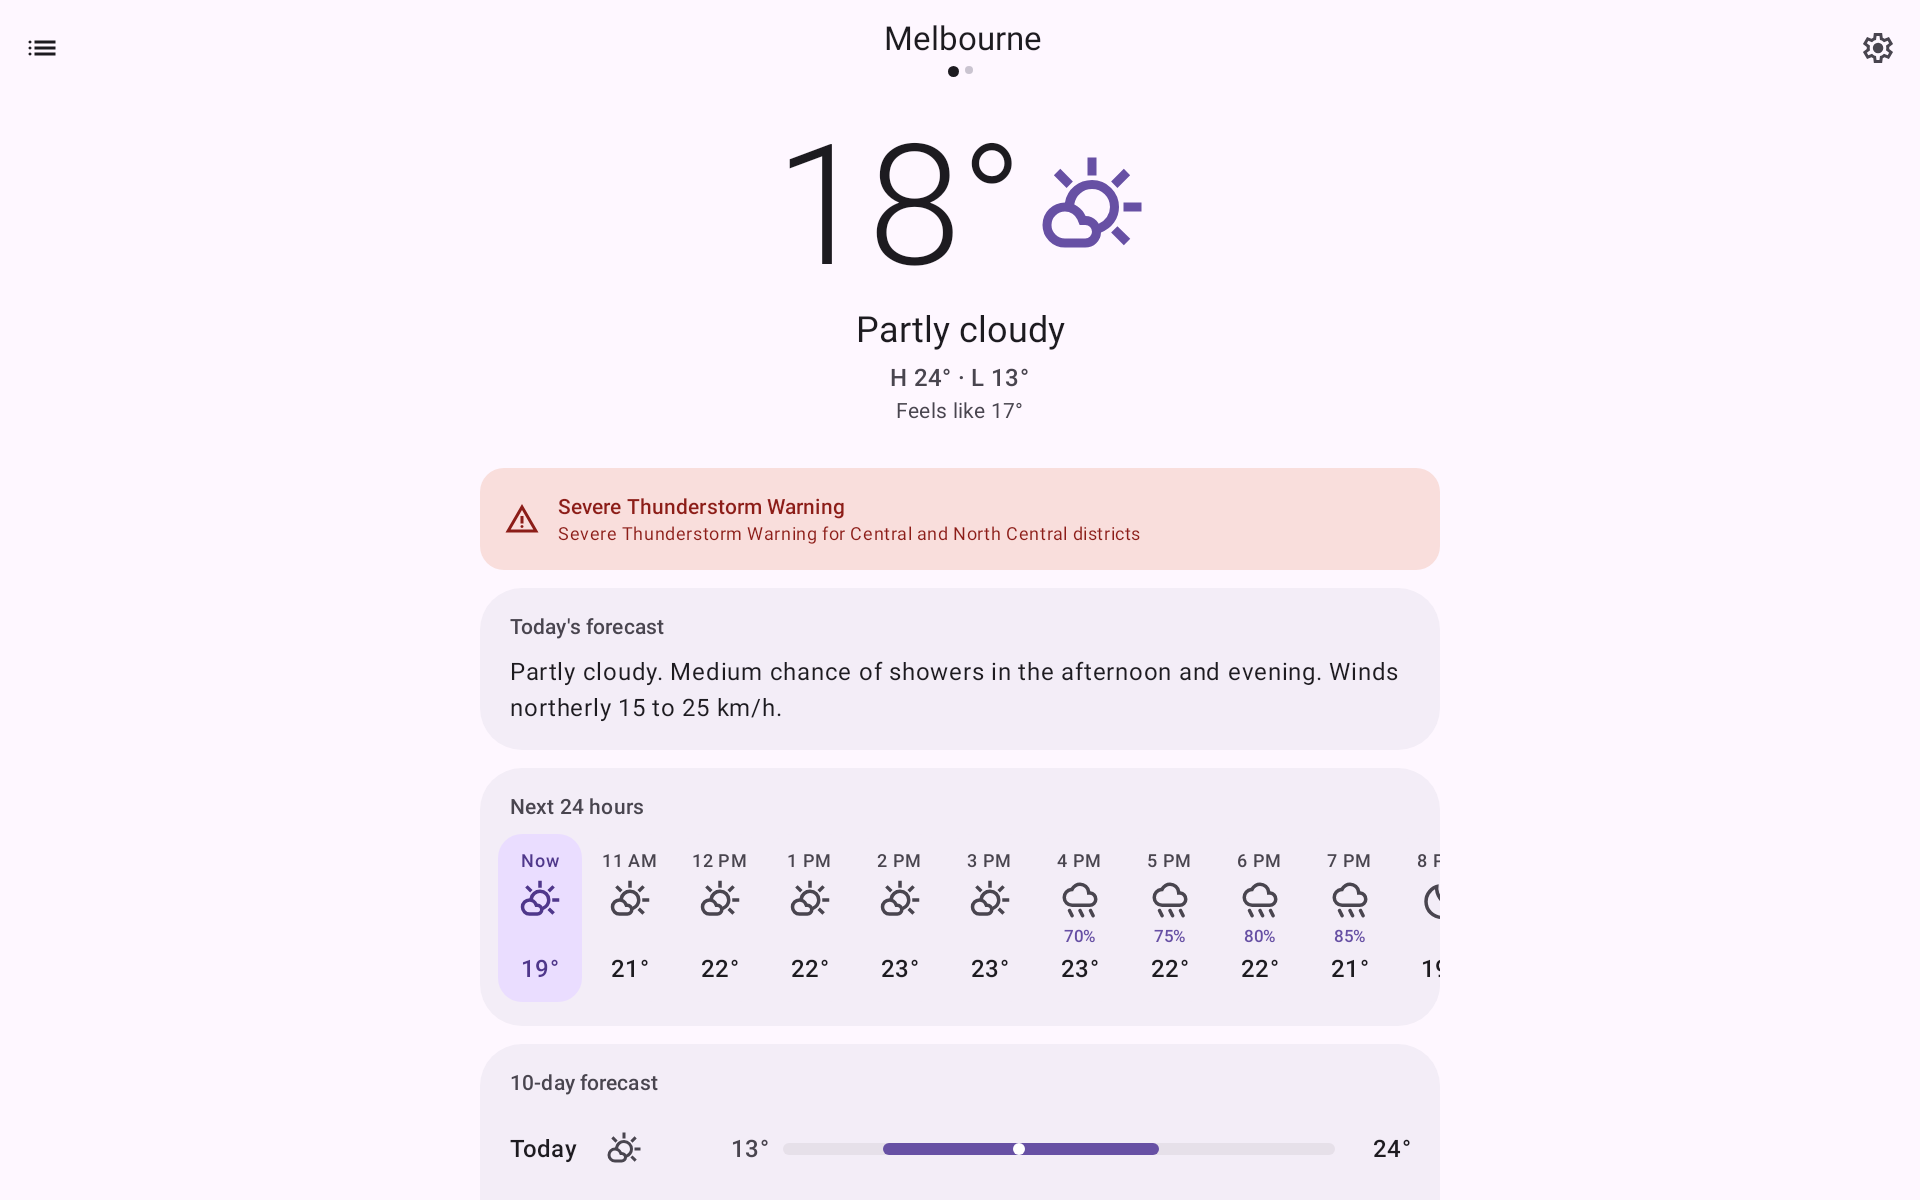 Melbourne
18°
Partly cloudy
H 24° · L 13°
Feels like 17°
Severe Thunderstorm Warning
Severe Thunderstorm Warning for Central and North Central districts
Today's forecast
Partly cloudy. Medium chance of showers in the afternoon and evening. Winds
northerly 15 to 25 km/h.
Next 24 hours
Now 11 AM 12 PM 1 PM 2 PM 3 PM 4 PM 5 PM 6 PM 7 PM 8
70% 75% 80% 85%
19° 21° 22° 22° 23° 23° 23° 22° 22° 21° 19
10-day forecast
Today 13° 24°